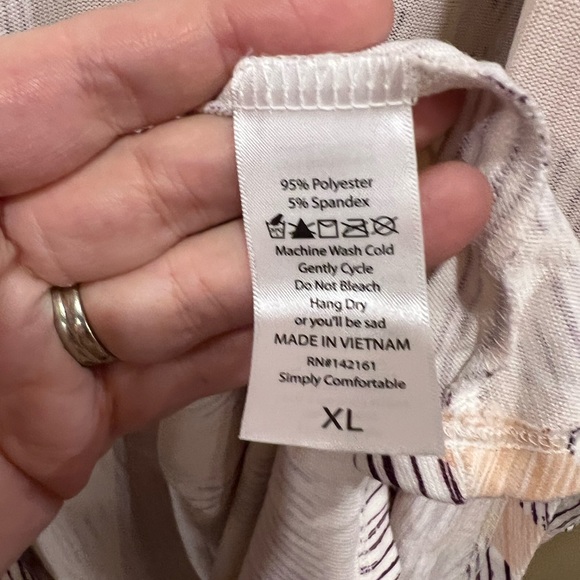 95% Polyester
5% Spandex
Machine Wash Cold
Gently Cycle
Do Not Bleach
Hang Dry
or you'll be sad
MADE IN VIETNAM
RN#142161
Simply Comfortable
XL